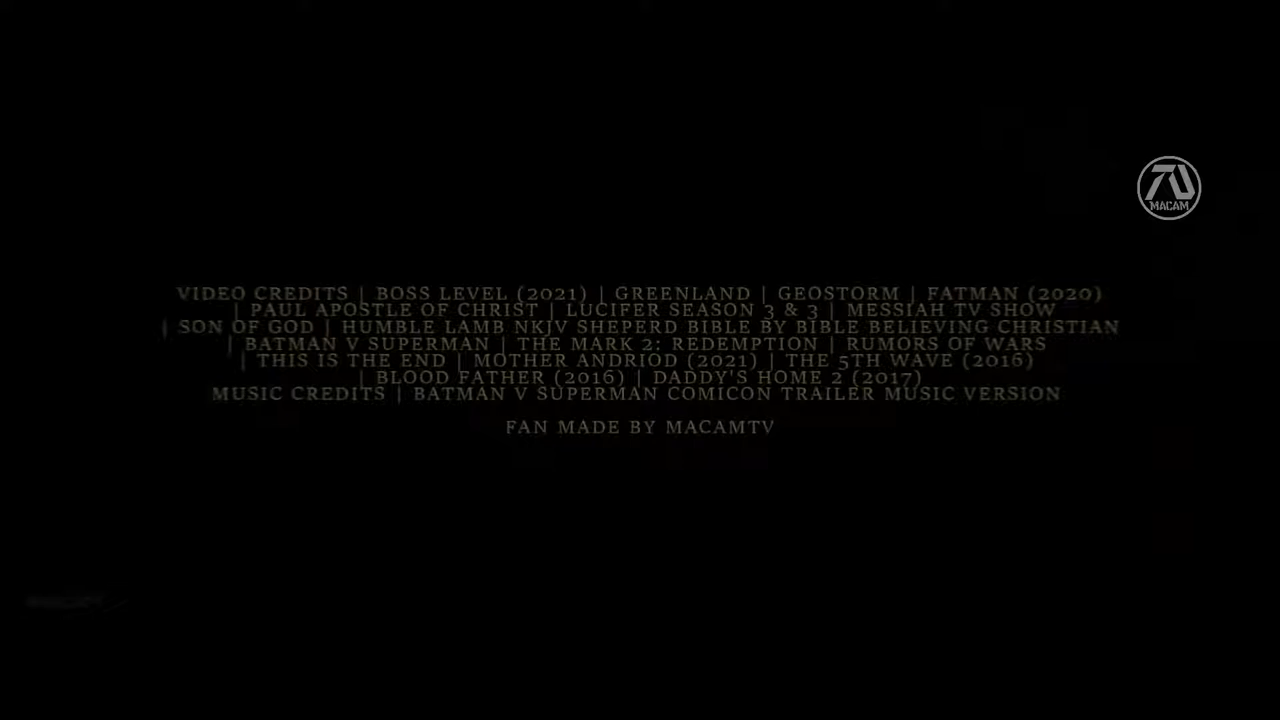 MACAM
VIDEO CREDITS | BOSS LEVEL (2021) | GREENLAND | GEOSTORM | FATMAN (2020)
| PAUL APOSTLE OF CHRIST | LUCIFER SEASON 3 & 3 | MESSIAH TV SHOW
| SON OF GOD | HUMBLE LAMB NKJV SHEPERD BIBLE BY BIBLE BELIEVING CHRISTIAN
| BATMAN V SUPERMAN | THE MARK 2: REDEMPTION | RUMORS OF WARS
| THIS IS THE END | MOTHER ANDRIOD (2021) | THE 5TH WAVE (2016)
| BLOOD FATHER (2016) | DADDY'S HOME 2 (2017)
MUSIC CREDITS | BATMAN V SUPERMAN COMICON TRAILER MUSIC VERSION
FAN MADE BY MACAMTV